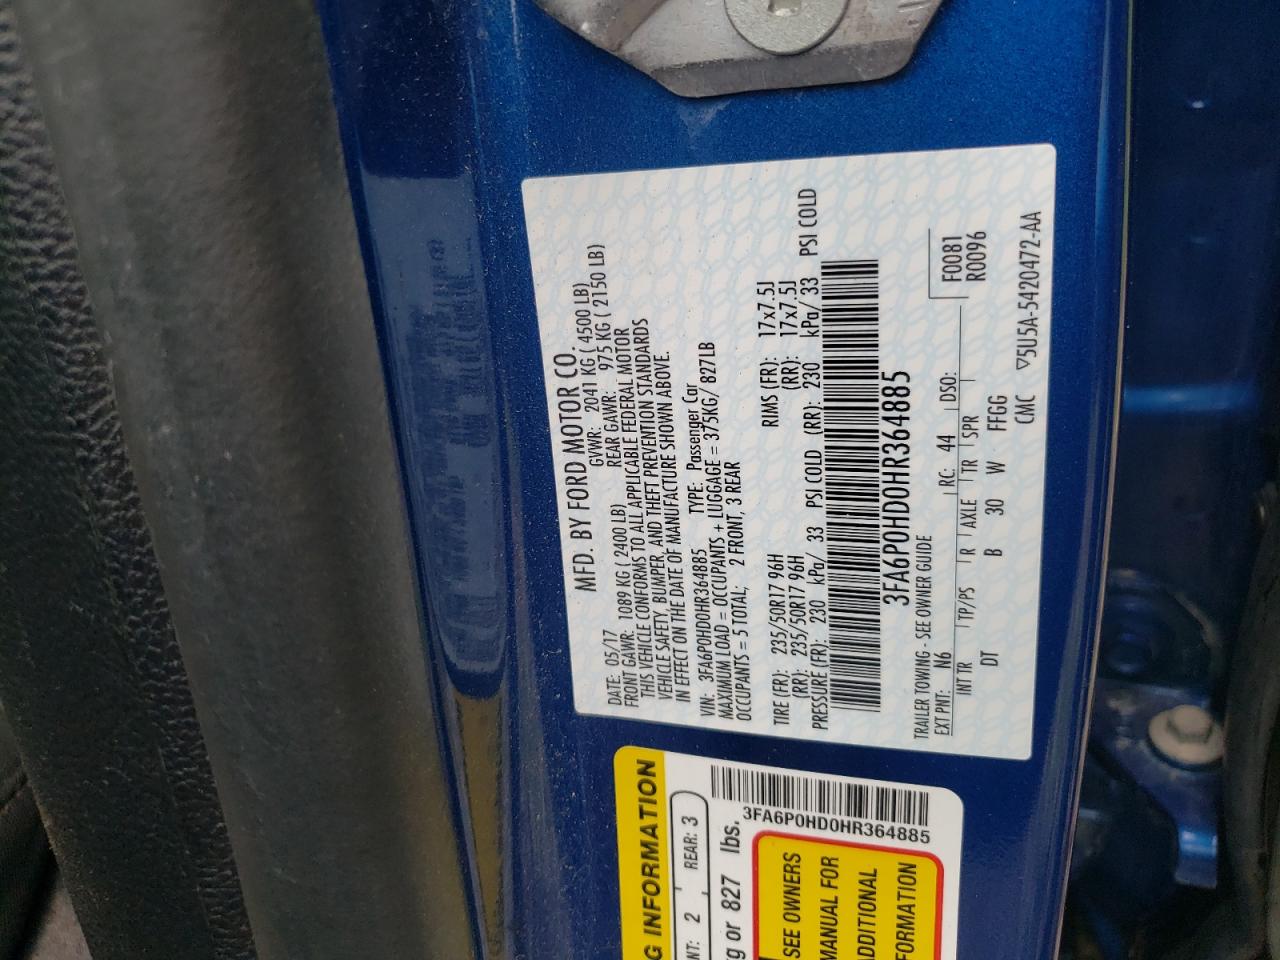 MFD. BY FORD MOTOR CO.
DATE: 05/17 GVWR: 2041 KG ( 4500 LB)
FRONT GAWR: 1089 KG ( 2400 LB) REAR GAWR: 975 KG ( 2150 LB)
THIS VEHICLE CONFORMS TO ALL APPLICABLE FEDERAL MOTOR
VEHICLE SAFETY, BUMPER, AND THEFT PREVENTION STANDARDS
IN EFFECT ON THE DATE OF MANUFACTURE SHOWN ABOVE.
VIN: 3FA6P0HD0HR364885 TYPE: Passenger Car
MAXIMUM LOAD = OCCUPANTS + LUGGAGE = 375KG/ 827LB
OCCUPANTS = 5 TOTAL: 2 FRONT, 3 REAR
TIRE (FR): 235/50R17 96H RIMS (FR): 17x7.5J
(RR): 235/50R17 96H (RR): 17x7.5J
PRESSURE (FR): 230 kPa/ 33 PSI COLD (RR): 230 kPa/ 33 PSI COLD
3FA6P0HD0HR364885
TRAILER TOWING - SEE OWNER GUIDE
F0081
R0096
EXT PNT: N6 RC: 44 DSO:
INT TR TP/PS R AXLE TR SPR
DT B 30 W FFGG
CMC ▽5U5A-5420472-AA
G INFORMATION
NT: 2 REAR: 3
g or 827 lbs.
3FA6P0HD0HR364885
SEE OWNERS
MANUAL FOR
ADDITIONAL
FORMATION